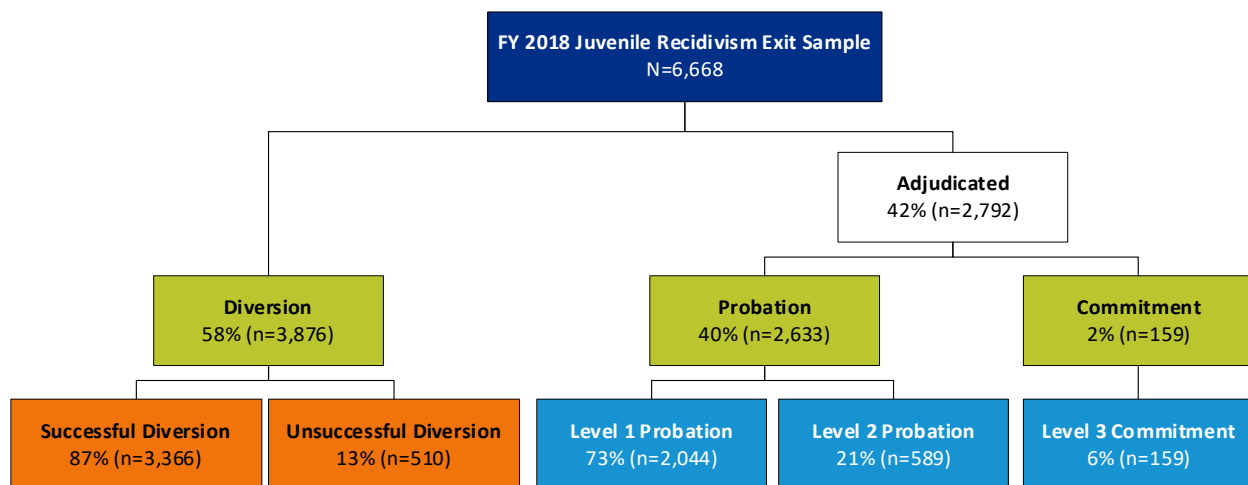 FY 2018 Juvenile Recidivism Exit Sample
N=6,668
Adjudicated
42% (n=2,792)
Diversion
58% (n=3,876)
Probation
40% (n=2,633)
Commitment
2% (n=159)
Successful Diversion
87% (n=3,366)
Unsuccessful Diversion
13% (n=510)
Level 1 Probation
73% (n=2,044)
Level 2 Probation
21% (n=589)
Level 3 Commitment
6% (n=159)